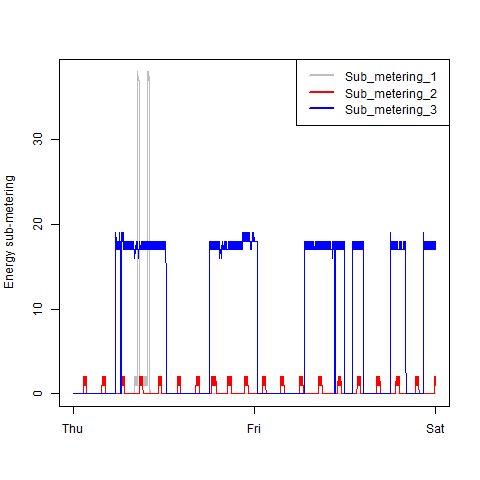 Sub_metering_1
Sub_metering_2
Sub_metering_3
Energy sub-metering
30
20
10
0
Thu Fri Sat